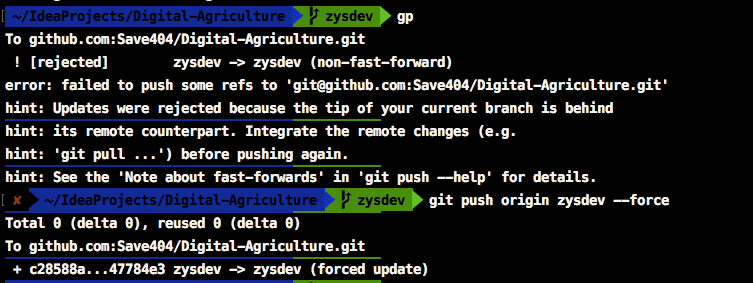 ~/IdeaProjects/Digital-Agriculture zysdev gp
To github.com:Save404/Digital-Agriculture.git
! [rejected] zysdev -> zysdev (non-fast-forward)
error: failed to push some refs to 'git@github.com:Save404/Digital-Agriculture.git'
hint: Updates were rejected because the tip of your current branch is behind
hint: its remote counterpart. Integrate the remote changes (e.g.
hint: 'git pull ...') before pushing again.
hint: See the 'Note about fast-forwards' in 'git push --help' for details.
✘ ~/IdeaProjects/Digital-Agriculture zysdev git push origin zysdev --force
Total 0 (delta 0), reused 0 (delta 0)
To github.com:Save404/Digital-Agriculture.git
+ c28588a...47784e3 zysdev -> zysdev (forced update)